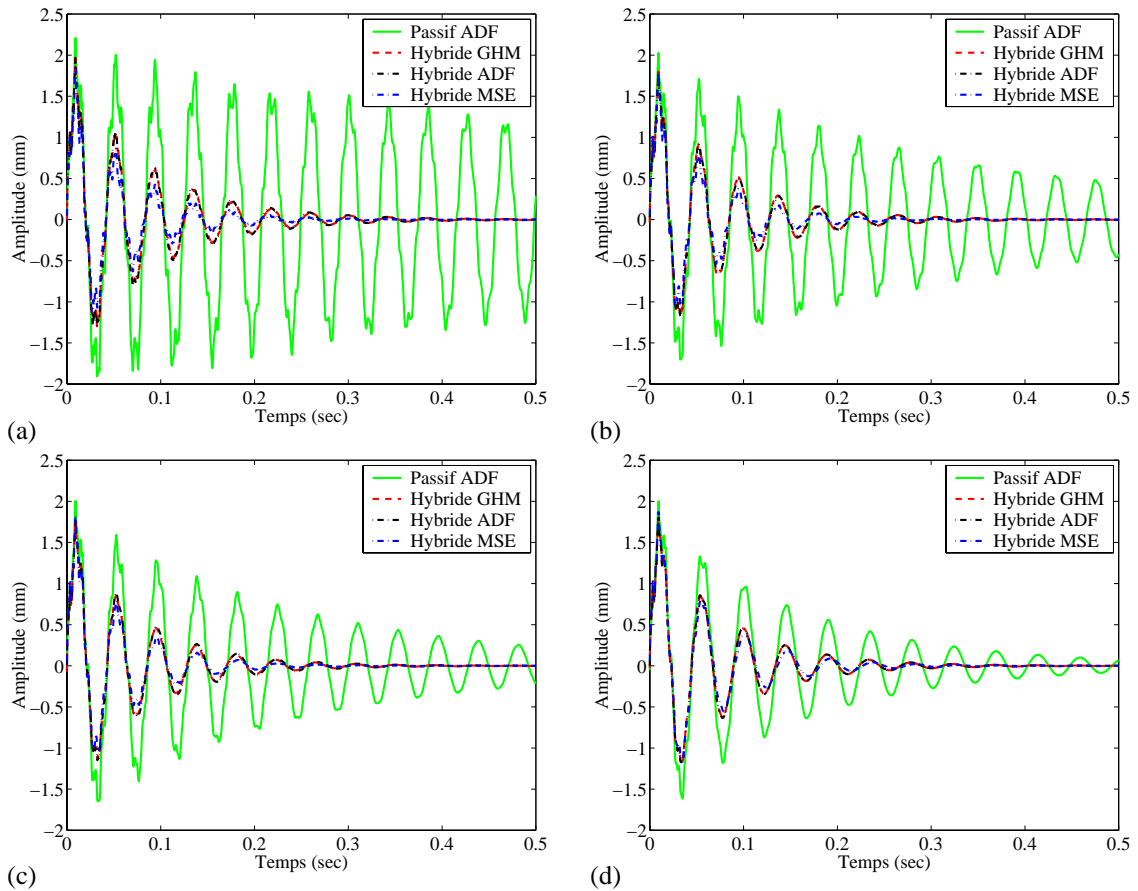 2.5
2
1.5
1
0.5
0
−0.5
−1
−1.5
−2
Amplitude (mm)
0
0.1
0.2
0.3
0.4
0.5
Temps (sec)
Passif ADF
Hybride GHM
Hybride ADF
Hybride MSE
(a)
2.5
2
1.5
1
0.5
0
−0.5
−1
−1.5
−2
Amplitude (mm)
0
0.1
0.2
0.3
0.4
0.5
Temps (sec)
Passif ADF
Hybride GHM
Hybride ADF
Hybride MSE
(b)
2.5
2
1.5
1
0.5
0
−0.5
−1
−1.5
−2
Amplitude (mm)
0
0.1
0.2
0.3
0.4
0.5
Temps (sec)
Passif ADF
Hybride GHM
Hybride ADF
Hybride MSE
(c)
2.5
2
1.5
1
0.5
0
−0.5
−1
−1.5
−2
Amplitude (mm)
0
0.1
0.2
0.3
0.4
0.5
Temps (sec)
Passif ADF
Hybride GHM
Hybride ADF
Hybride MSE
(d)